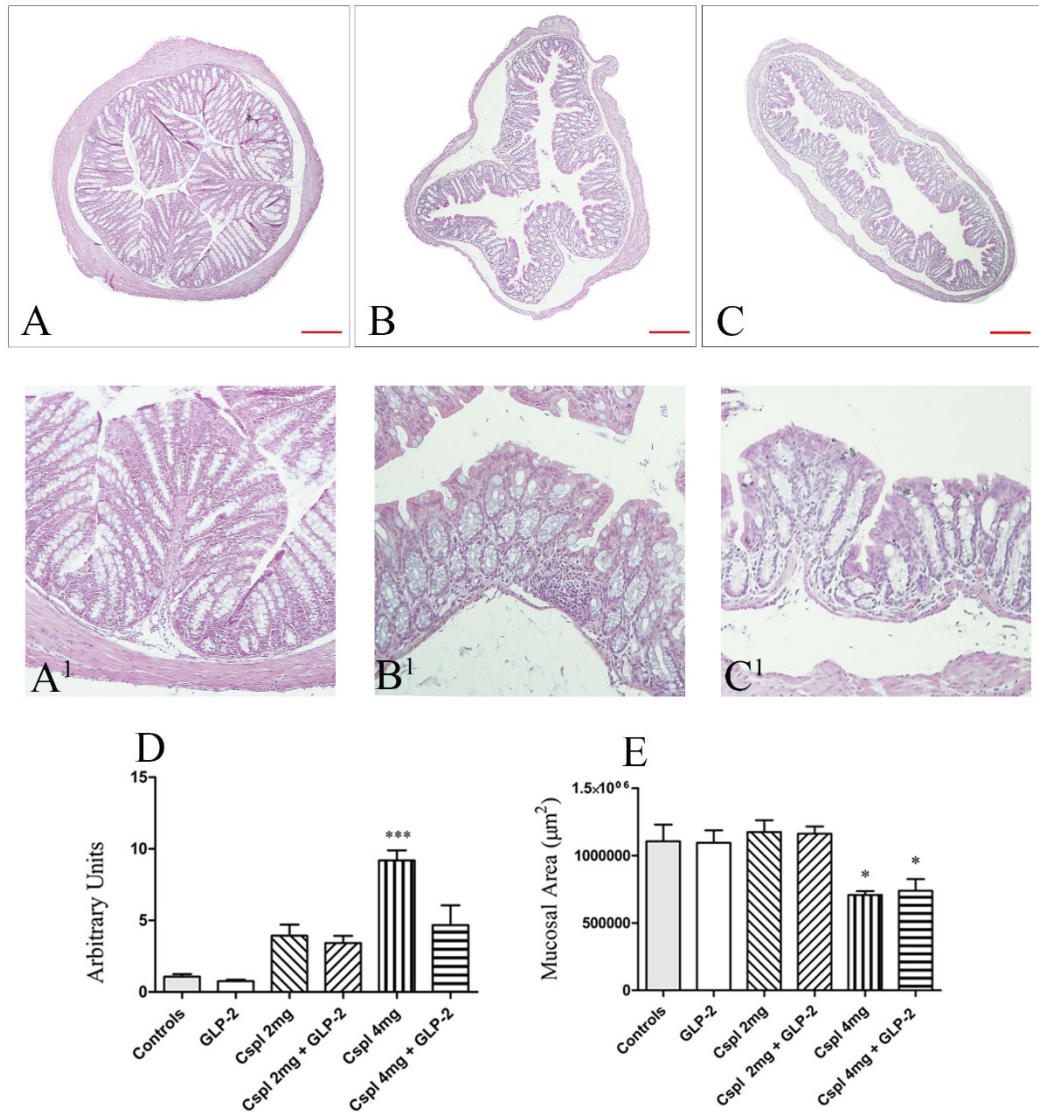 A
B
C
A1
B1
C1
D
Arbitrary Units
15
10
5
0
***
Controls
GLP-2
Cspl 2mg
Cspl 2mg + GLP-2
Cspl 4mg
Cspl 4mg + GLP-2
E
Mucosal Area (µm²)
1.5×10⁰⁶
1000000
500000
0
*
*
Controls
GLP-2
Cspl 2mg
Cspl 2mg + GLP-2
Cspl 4mg
Cspl 4mg + GLP-2